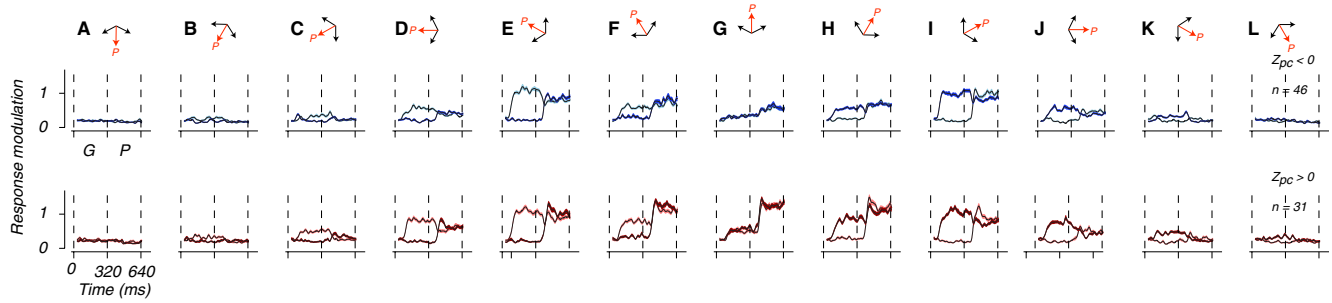 A P B P C P D P E P F P G P H P I P J P K P L P
Response modulation
1
0
G P
Z_pc < 0
n = 46
1
0
Z_pc > 0
n = 31
0 320 640
Time (ms)